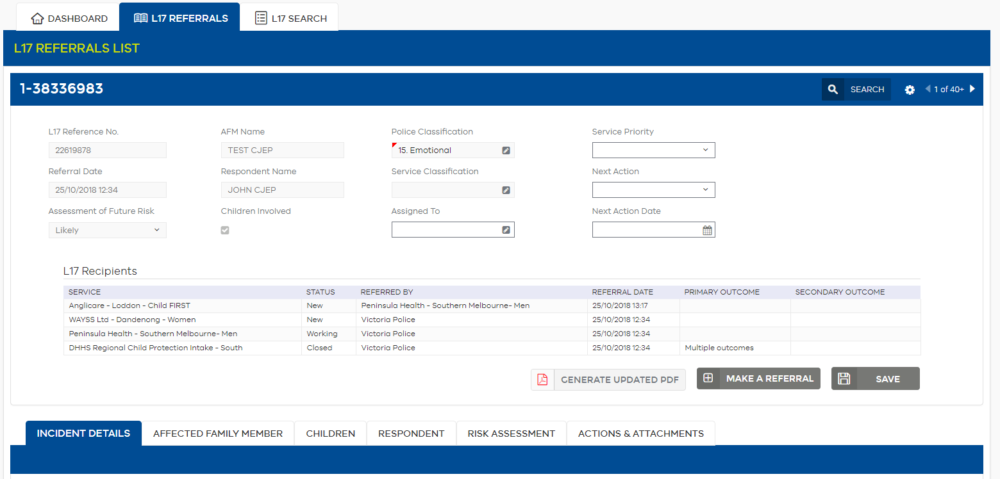 DASHBOARD L17 REFERRALS L17 SEARCH
L17 REFERRALS LIST
1-38336983 SEARCH 1 of 40+
L17 Reference No. AFM Name Police Classification Service Priority
22619878 TEST CJEP 15. Emotional
Referral Date Respondent Name Service Classification Next Action
25/10/2018 12:34 JOHN CJEP
Assessment of Future Risk Children Involved Assigned To Next Action Date
Likely
L17 Recipients
SERVICE STATUS REFERRED BY REFERRAL DATE PRIMARY OUTCOME SECONDARY OUTCOME
Anglicare - Loddon - Child FIRST New Peninsula Health - Southern Melbourne- Men 25/10/2018 13:17
WAYSS Ltd - Dandenong - Women New Victoria Police 25/10/2018 12:34
Peninsula Health - Southern Melbourne- Men Working Victoria Police 25/10/2018 12:34
DHHS Regional Child Protection Intake - South Closed Victoria Police 25/10/2018 12:34 Multiple outcomes
GENERATE UPDATED PDF MAKE A REFERRAL SAVE
INCIDENT DETAILS AFFECTED FAMILY MEMBER CHILDREN RESPONDENT RISK ASSESSMENT ACTIONS & ATTACHMENTS